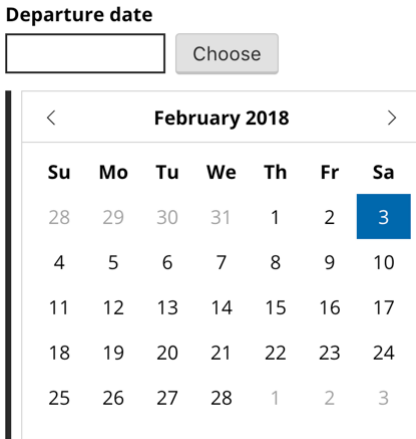 Departure date
Choose
February 2018
Su Mo Tu We Th Fr Sa
28 29 30 31 1 2 3
4 5 6 7 8 9 10
11 12 13 14 15 16 17
18 19 20 21 22 23 24
25 26 27 28 1 2 3